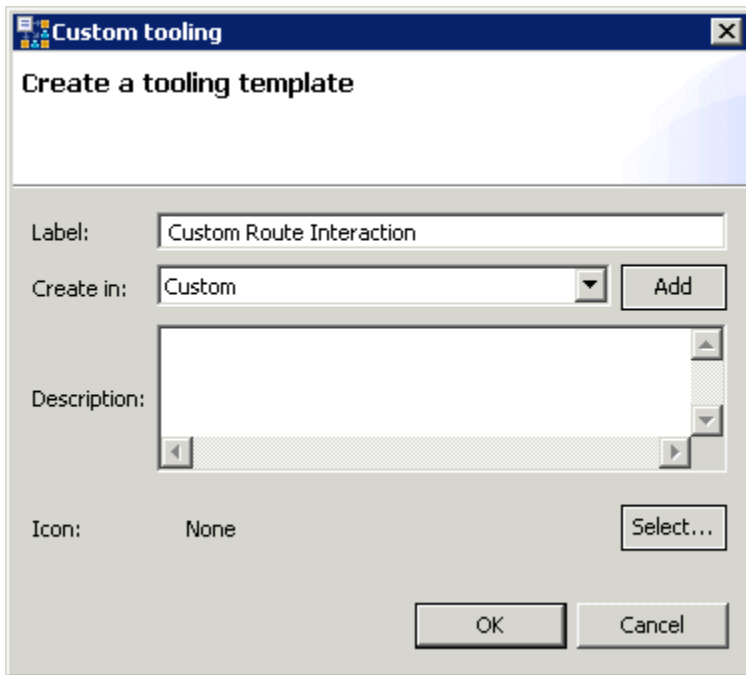 Custom tooling
Create a tooling template
Label: Custom Route Interaction
Create in: Custom Add
Description:
Icon: None Select...
OK Cancel